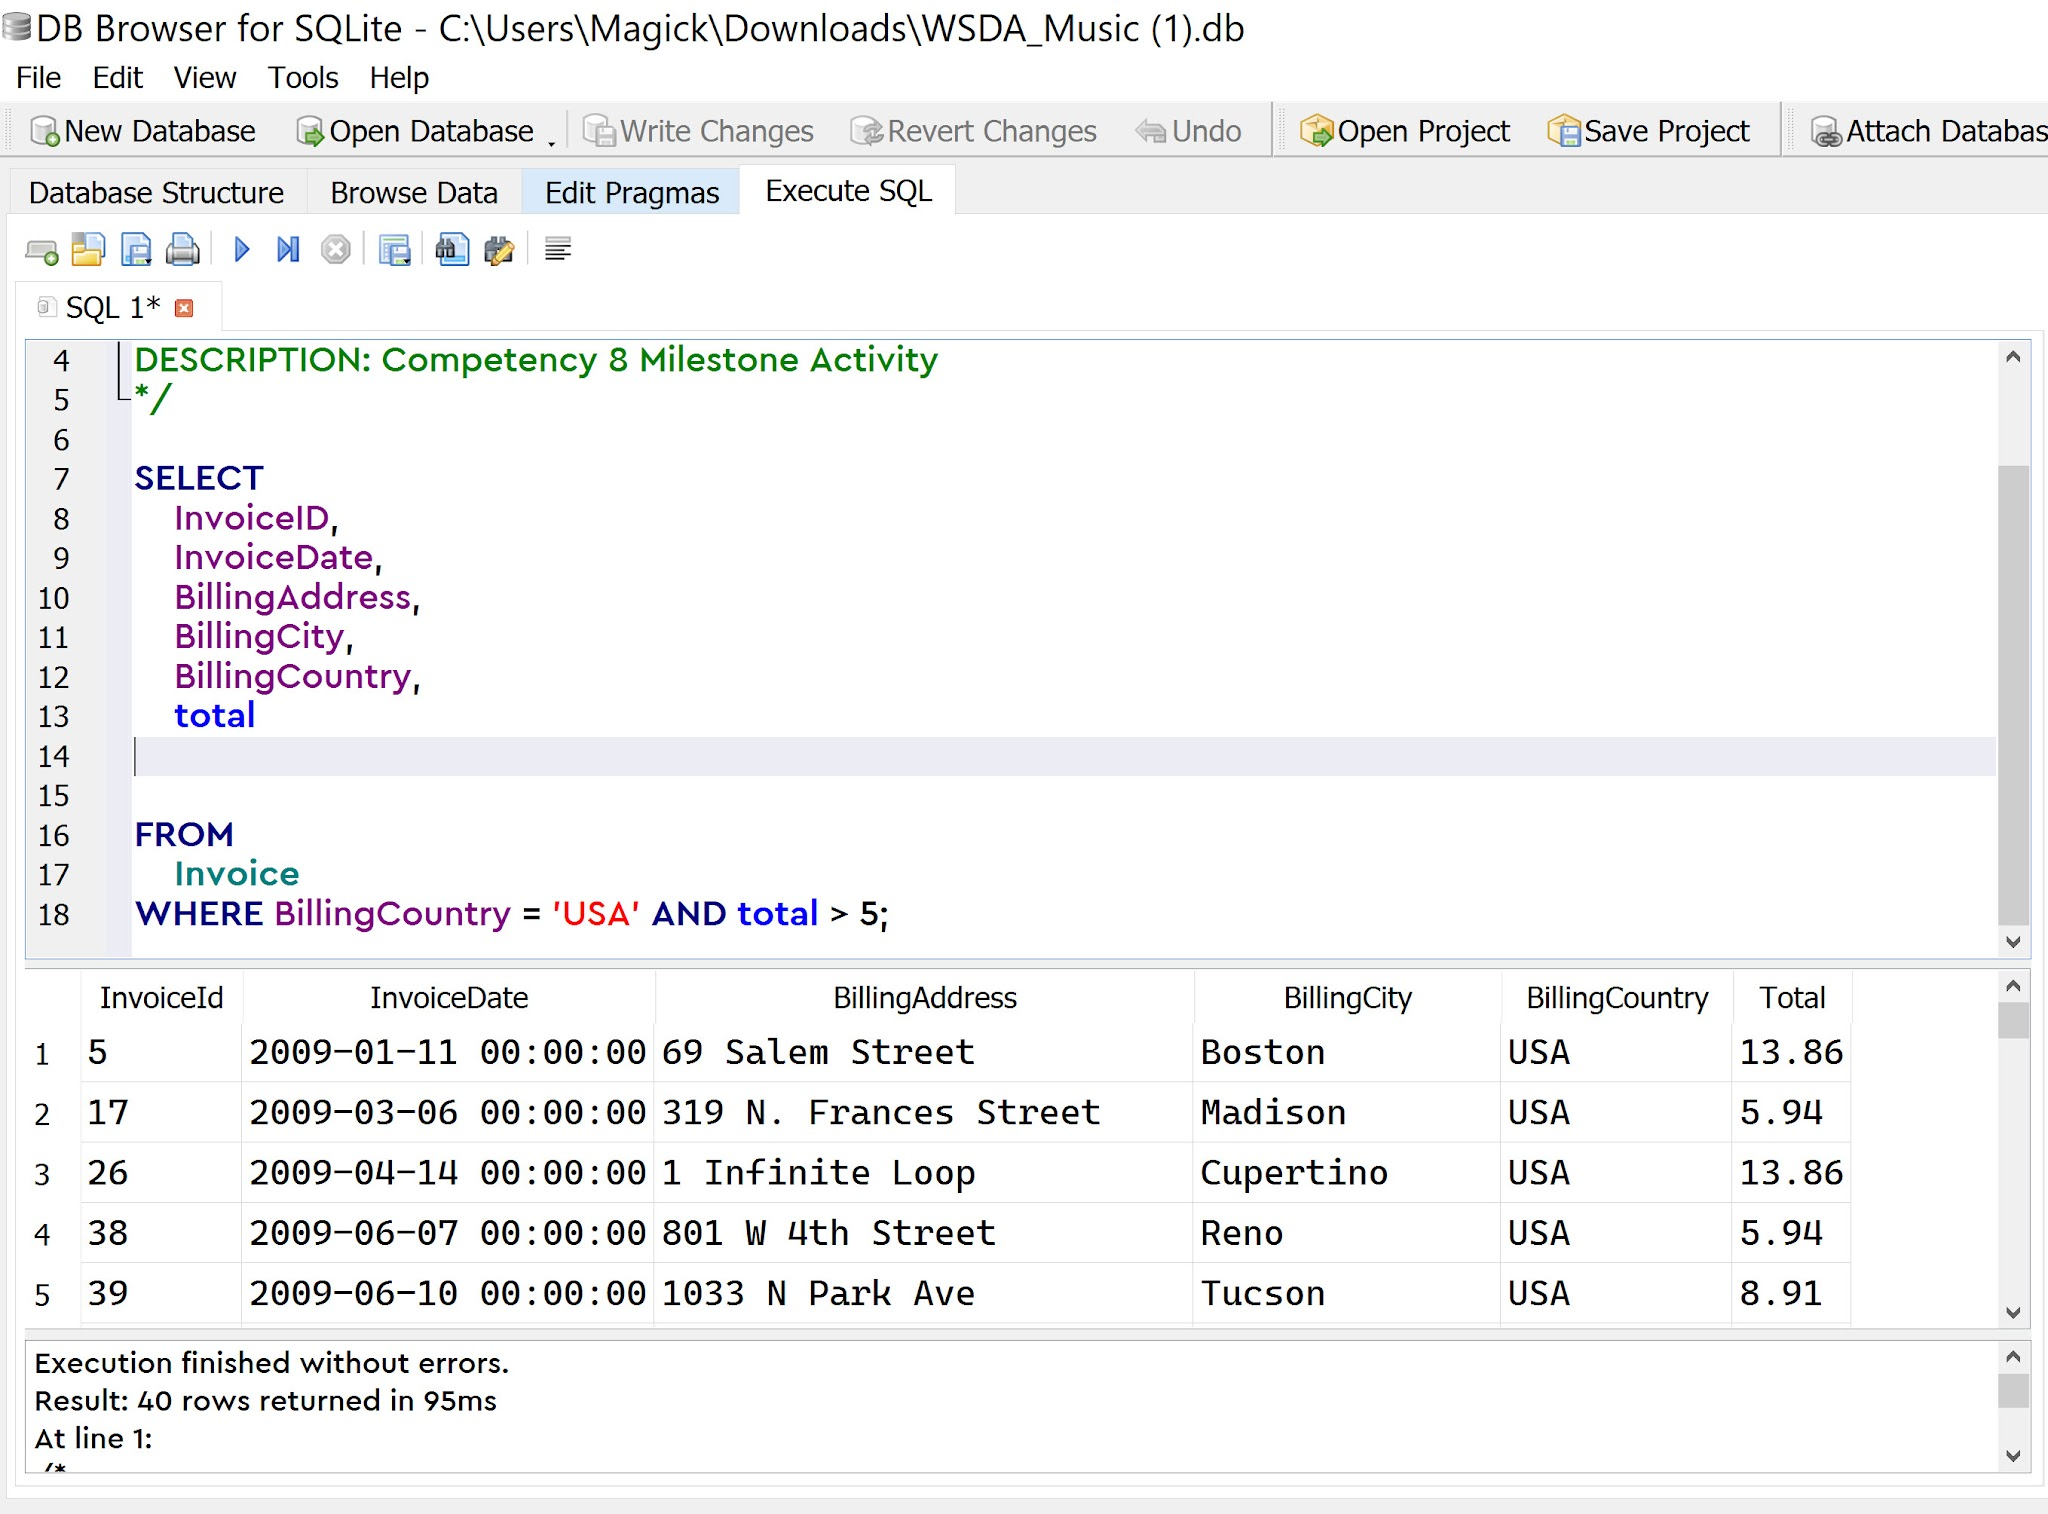 DB Browser for SQLite - C:\Users\Magick\Downloads\WSDA_Music (1).db
File Edit View Tools Help
New Database Open Database Write Changes Revert Changes Undo Open Project Save Project Attach Databas
Database Structure Browse Data Edit Pragmas Execute SQL
SQL 1*
4 DESCRIPTION: Competency 8 Milestone Activity
5 */
6
7 SELECT
8 InvoiceID,
9 InvoiceDate,
10 BillingAddress,
11 BillingCity,
12 BillingCountry,
13 total
14
15
16 FROM
17 Invoice
18 WHERE BillingCountry = 'USA' AND total > 5;
InvoiceId InvoiceDate BillingAddress BillingCity BillingCountry Total
1 5 2009-01-11 00:00:00 69 Salem Street Boston USA 13.86
2 17 2009-03-06 00:00:00 319 N. Frances Street Madison USA 5.94
3 26 2009-04-14 00:00:00 1 Infinite Loop Cupertino USA 13.86
4 38 2009-06-07 00:00:00 801 W 4th Street Reno USA 5.94
5 39 2009-06-10 00:00:00 1033 N Park Ave Tucson USA 8.91
Execution finished without errors.
Result: 40 rows returned in 95ms
At line 1:
/*